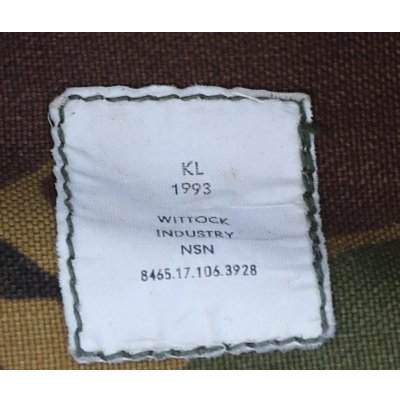 KL
1993
WITTOCK
INDUSTRY
NSN
8465.17.106.3928